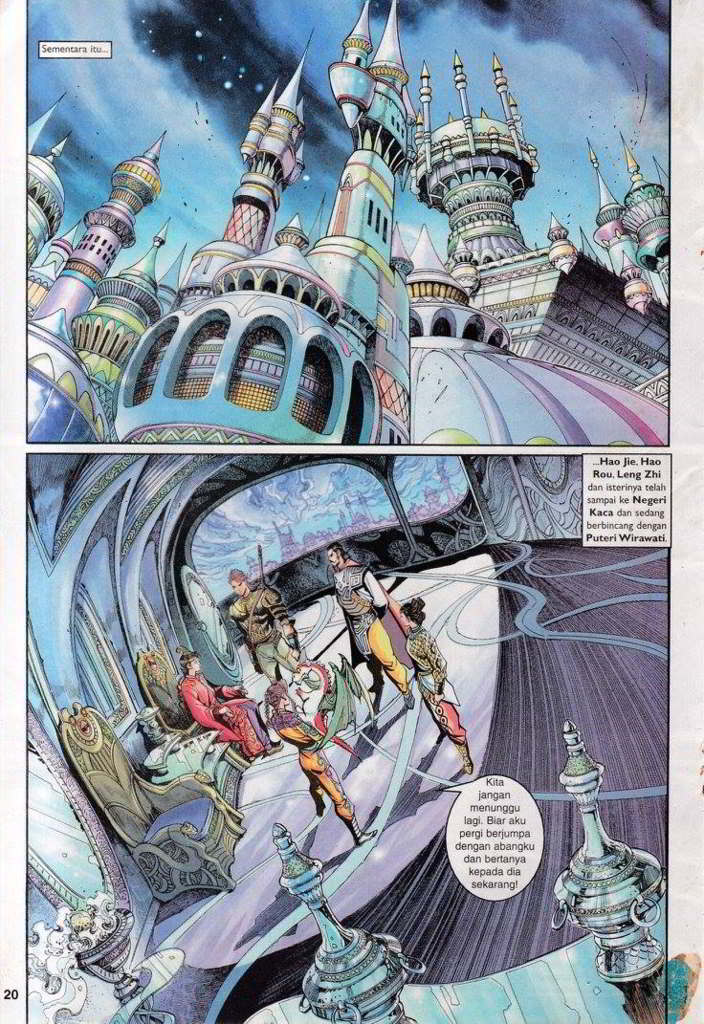 Sementara itu...
...Hao Jie, Hao
Rou, Leng Zhi
dan isterinya telah
sampai ke Negeri
Kaca dan sedang
berbincang dengan
Puteri Wirawati.
Kita
jangan
menunggu
lagi. Biar aku
pergi berjumpa
dengan abangku
dan bertanya
kepada dia
sekarang!
20